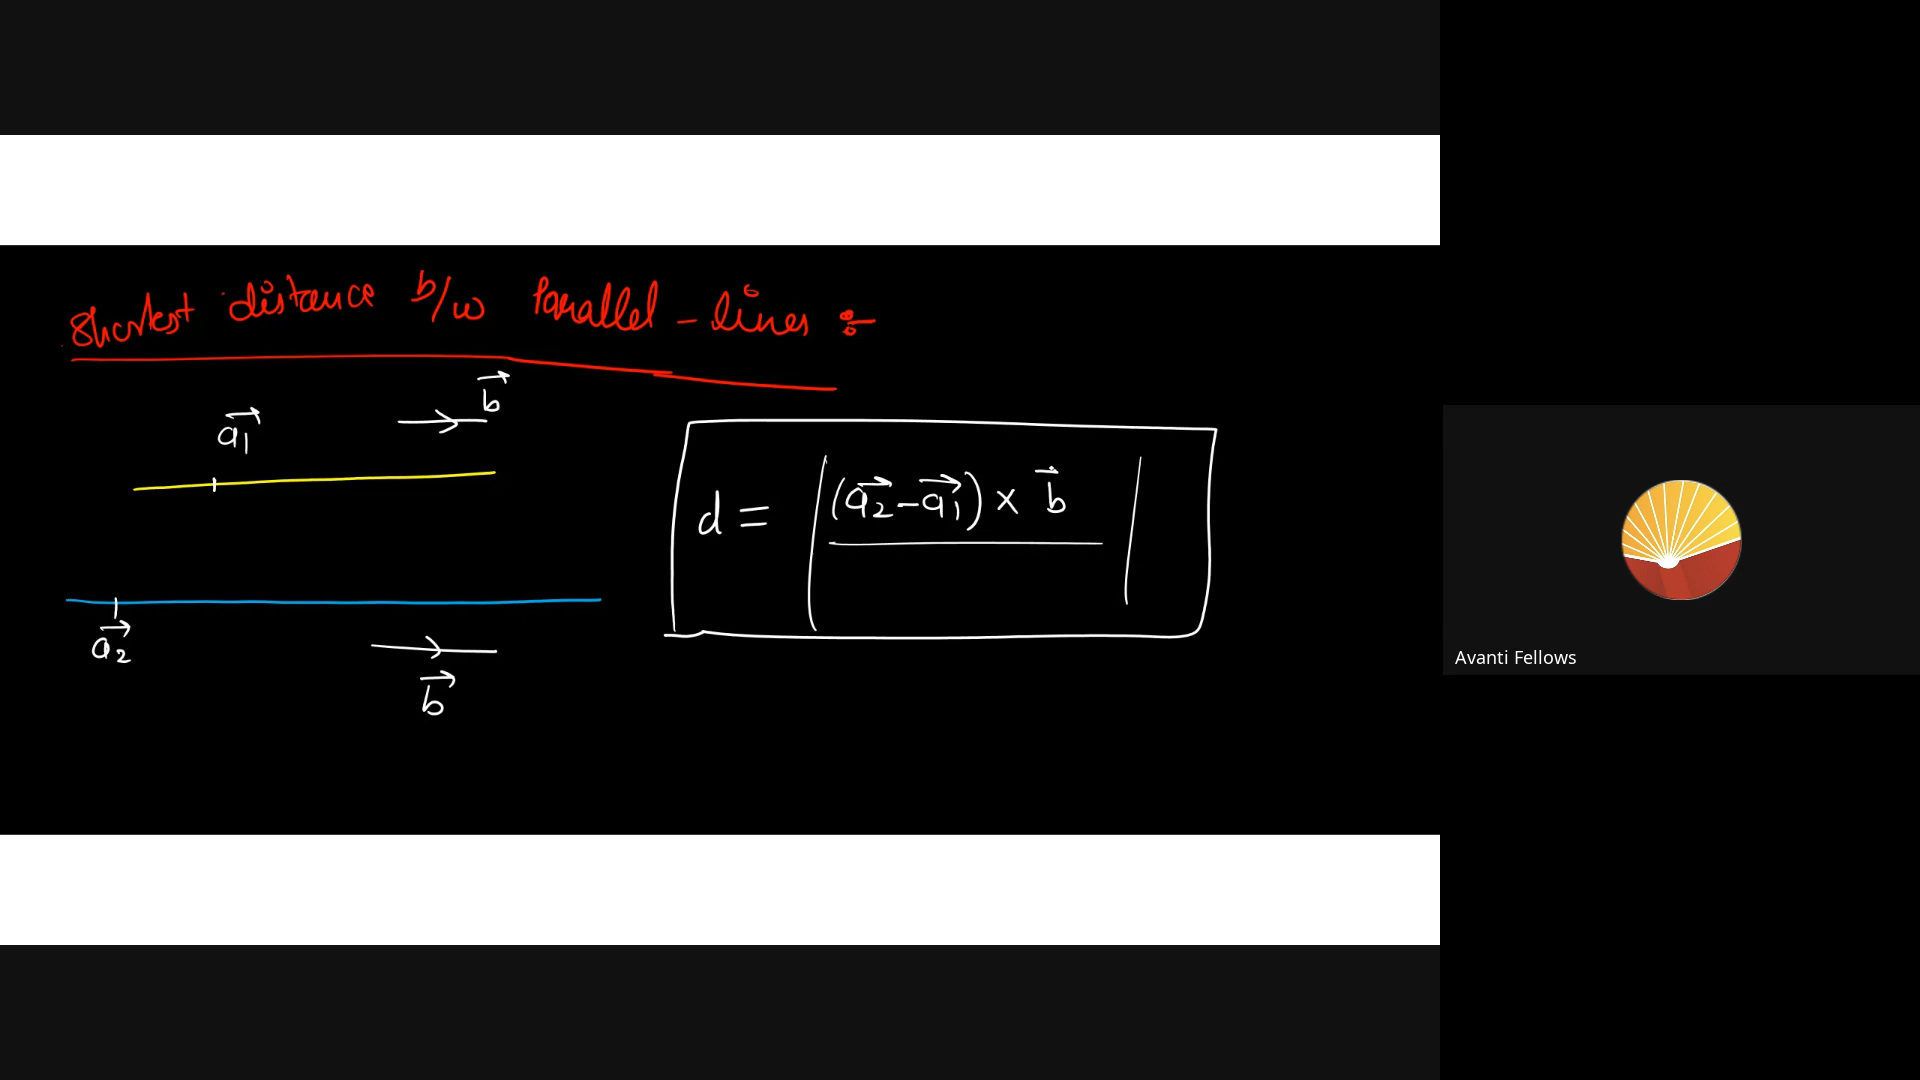 Shortest distance b/w Parallel - lines :-
b⃗
a₁⃗
d = |(a₂⃗ - a₁⃗) × b⃗|
a₂⃗
b⃗
Avanti Fellows